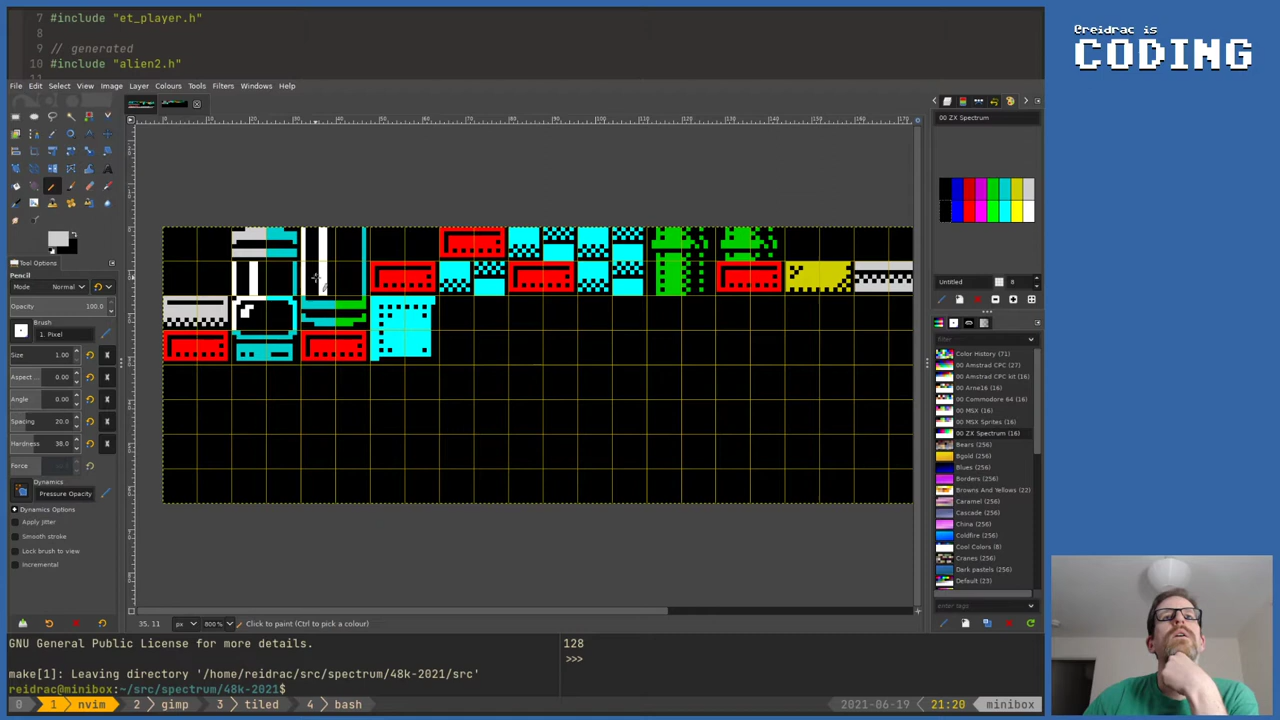 7 #include "et_player.h"
8
9 // generated
10 #include "alien2.h"
11
@reidrac is
CODING
File Edit Select View Image Layer Colours Tools Filters Windows Help
00 ZX Spectrum
Tool Options
Pencil
Mode Normal
Opacity 100.0
Brush
1. Pixel
Size 1.00
Aspect ... 0.00
Angle 0.00
Spacing 20.0
Hardness 38.0
Force
Dynamics
Pressure Opacity
Dynamics Options
Apply Jitter
Smooth stroke
Lock brush to view
Incremental
Untitled 8
Filter
Color History (71)
00 Amstrad CPC (27)
00 Amstrad CPC kit (16)
00 Arne16 (16)
00 Commodore 64 (16)
00 MSX (16)
00 MSX Sprites (16)
00 ZX Spectrum (16)
Bears (256)
Bgold (256)
Blues (256)
Borders (256)
Browns And Yellows (22)
Caramel (256)
Cascade (256)
China (256)
Coldfire (256)
Cool Colors (8)
Cranes (256)
Dark pastels (256)
Default (23)
enter tags
35, 11 px 800 % Click to paint (Ctrl to pick a colour)
GNU General Public License for more details.
make[1]: Leaving directory '/home/reidrac/src/spectrum/48k-2021/src'
reidrac@minibox:~/src/spectrum/48k-2021$
128
>>>
0 1 nvim 2 gimp 3 tiled 4 bash 2021-06-19 21:20 minibox